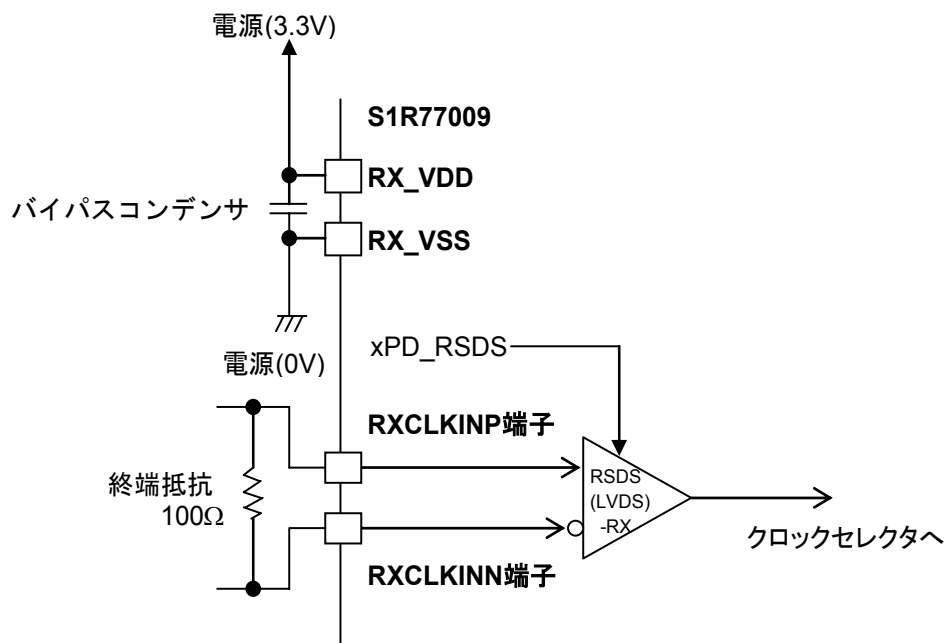 電源(3.3V)
S1R77009
RX_VDD
バイパスコンデンサ
RX_VSS
xPD_RSDS
電源(0V)
RXCLKINP端子
RSDS
(LVDS)
-RX
終端抵抗
100Ω
クロックセレクタへ
RXCLKINN端子